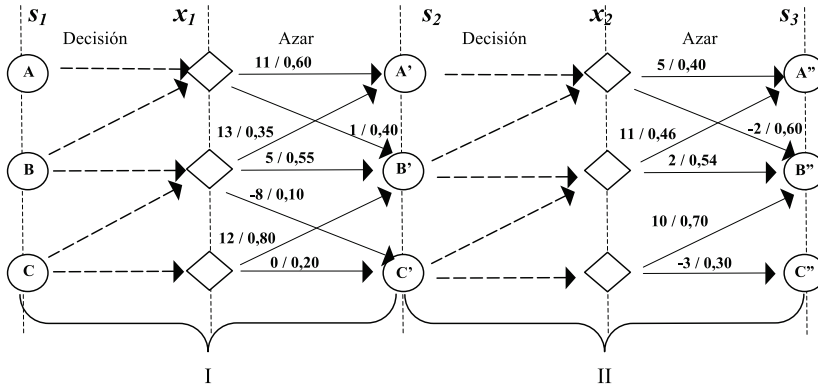 s1 x1 s2 x2 s3
Decisión Azar Decisión Azar
A 11 / 0,60 A’ 5 / 0,40 A”
13 / 0,35 1 / 0,40 11 / 0,46 -2 / 0,60
B 5 / 0,55 B’ 2 / 0,54 B”
-8 / 0,10
12 / 0,80 10 / 0,70
C 0 / 0,20 C’ -3 / 0,30 C”
I II